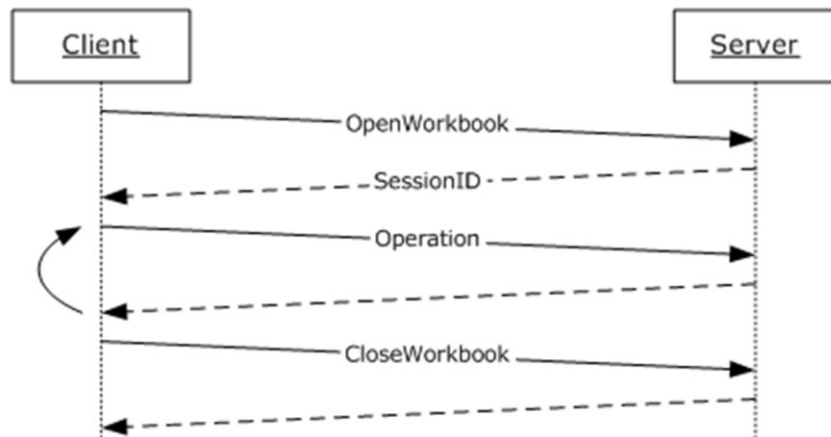 Client
Server
OpenWorkbook
SessionID
Operation
CloseWorkbook